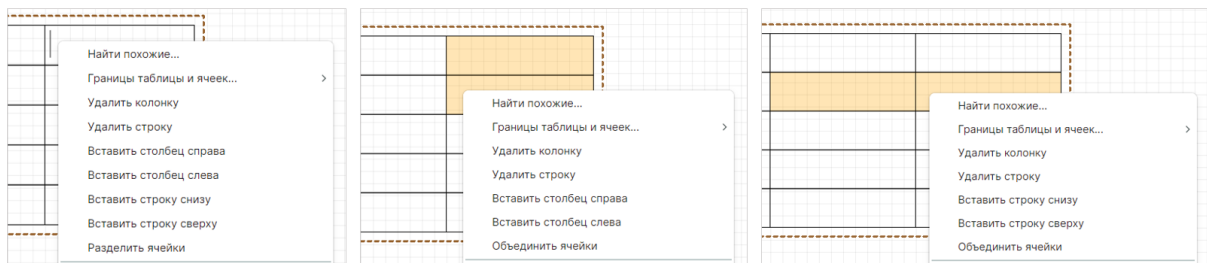 Найти похожие...
Границы таблицы и ячеек...
Удалить колонку
Удалить строку
Вставить столбец справа
Вставить столбец слева
Вставить строку снизу
Вставить строку сверху
Разделить ячейки
Найти похожие...
Границы таблицы и ячеек...
Удалить колонку
Удалить строку
Вставить столбец справа
Вставить столбец слева
Объединить ячейки
Найти похожие...
Границы таблицы и ячеек...
Удалить колонку
Удалить строку
Вставить строку снизу
Вставить строку сверху
Объединить ячейки